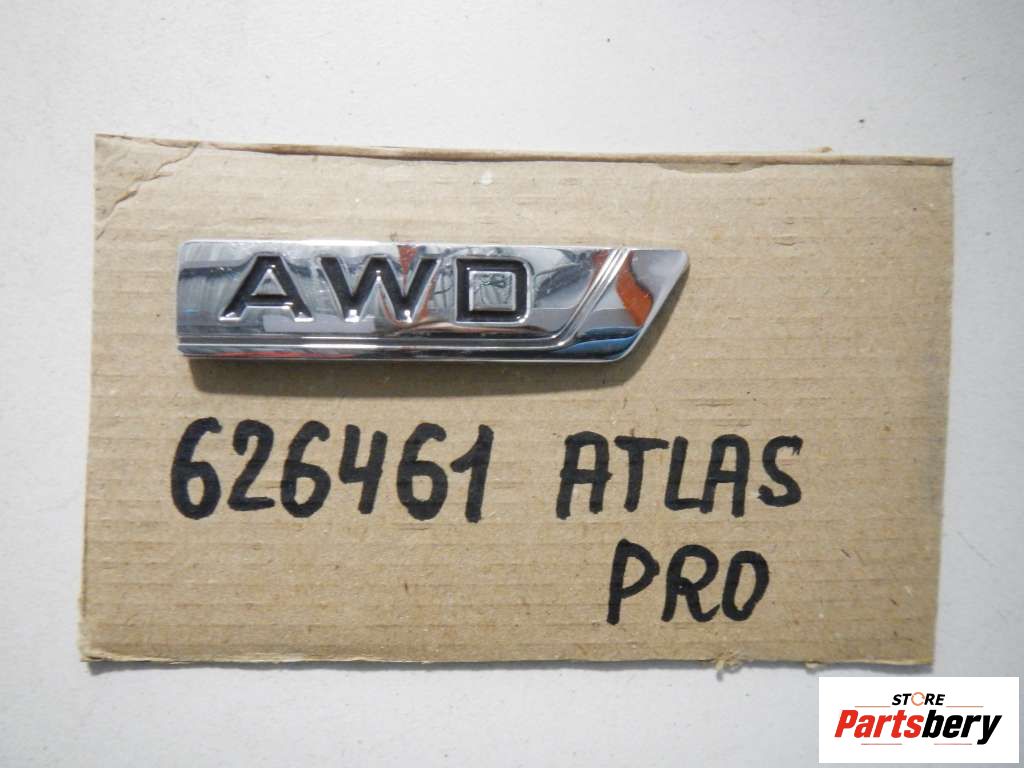 AWD
626461 ATLAS
PRO
STORE
Partsbery